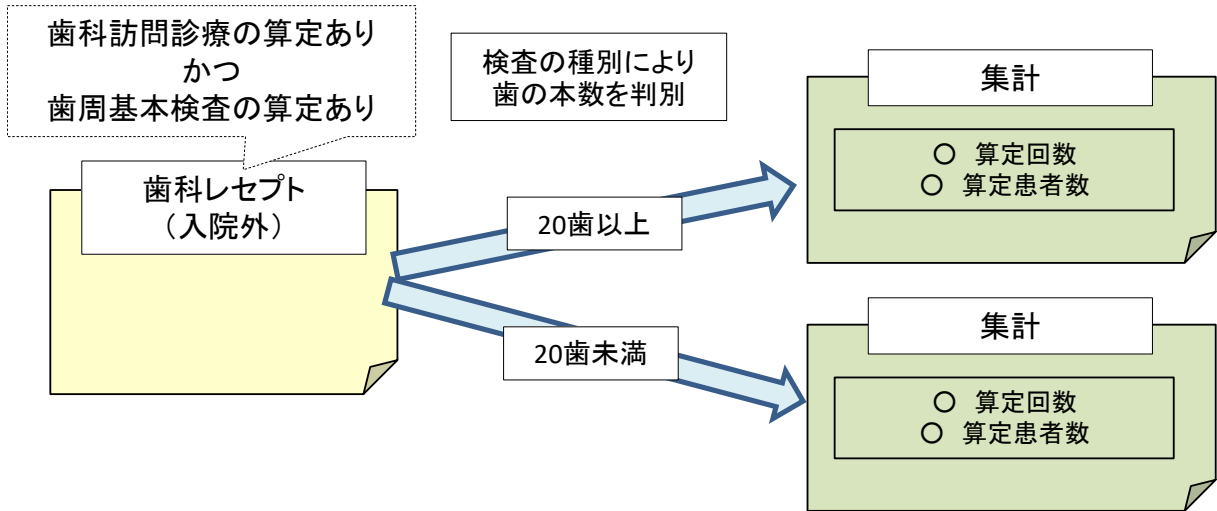 歯科訪問診療の算定あり
かつ
歯周基本検査の算定あり
検査の種別により
歯の本数を判別
歯科レセプト
（入院外）
20歯以上
20歯未満
集計
○ 算定回数
○ 算定患者数
集計
○ 算定回数
○ 算定患者数